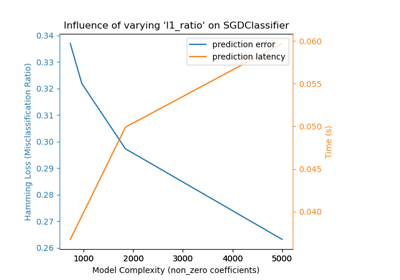 Influence of varying 'l1_ratio' on SGDClassifier
prediction error
prediction latency
0.34
0.33
0.32
0.31
0.30
0.29
0.28
0.27
0.26
Hamming Loss (Misclassification Ratio)
0.060
0.055
0.050
0.045
0.040
Time (s)
1000 2000 3000 4000 5000
Model Complexity (non_zero coefficients)